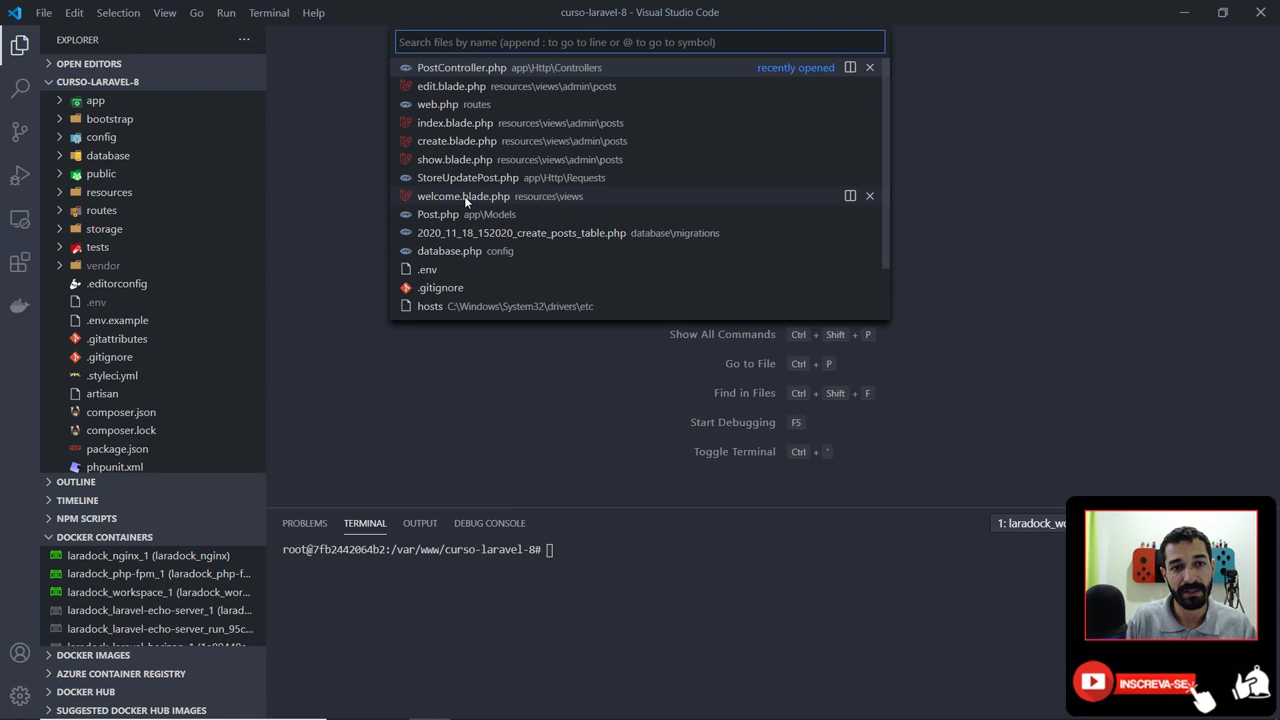 File Edit Selection View Go Run Terminal Help
curso-laravel-8 - Visual Studio Code
EXPLORER
OPEN EDITORS
CURSO-LARAVEL-8
app
bootstrap
config
database
public
resources
routes
storage
tests
vendor
.editorconfig
.env
.env.example
.gitattributes
.gitignore
.styleci.yml
artisan
composer.json
composer.lock
package.json
phpunit.xml
OUTLINE
TIMELINE
NPM SCRIPTS
DOCKER CONTAINERS
laradock_nginx_1 (laradock_nginx)
laradock_php-fpm_1 (laradock_php-f...
laradock_workspace_1 (laradock_wor...
laradock_laravel-echo-server_1 (larad...
laradock_laravel-echo-server_run_95c...
DOCKER IMAGES
AZURE CONTAINER REGISTRY
DOCKER HUB
SUGGESTED DOCKER HUB IMAGES
Search files by name (append : to go to line or @ to go to symbol)
PostController.php app\Http\Controllers recently opened
edit.blade.php resources\views\admin\posts
web.php routes
index.blade.php resources\views\admin\posts
create.blade.php resources\views\admin\posts
show.blade.php resources\views\admin\posts
StoreUpdatePost.php app\Http\Requests
welcome.blade.php resources\views
Post.php app\Models
2020_11_18_152020_create_posts_table.php database\migrations
database.php config
.env
.gitignore
hosts C:\Windows\System32\drivers\etc
Show All Commands Ctrl + Shift + P
Go to File Ctrl + P
Find in Files Ctrl + Shift + F
Start Debugging F5
Toggle Terminal Ctrl + '
PROBLEMS TERMINAL OUTPUT DEBUG CONSOLE
1: laradock_wo
root@7fb2442064b2:/var/www/curso-laravel-8#
INSCREVA-SE